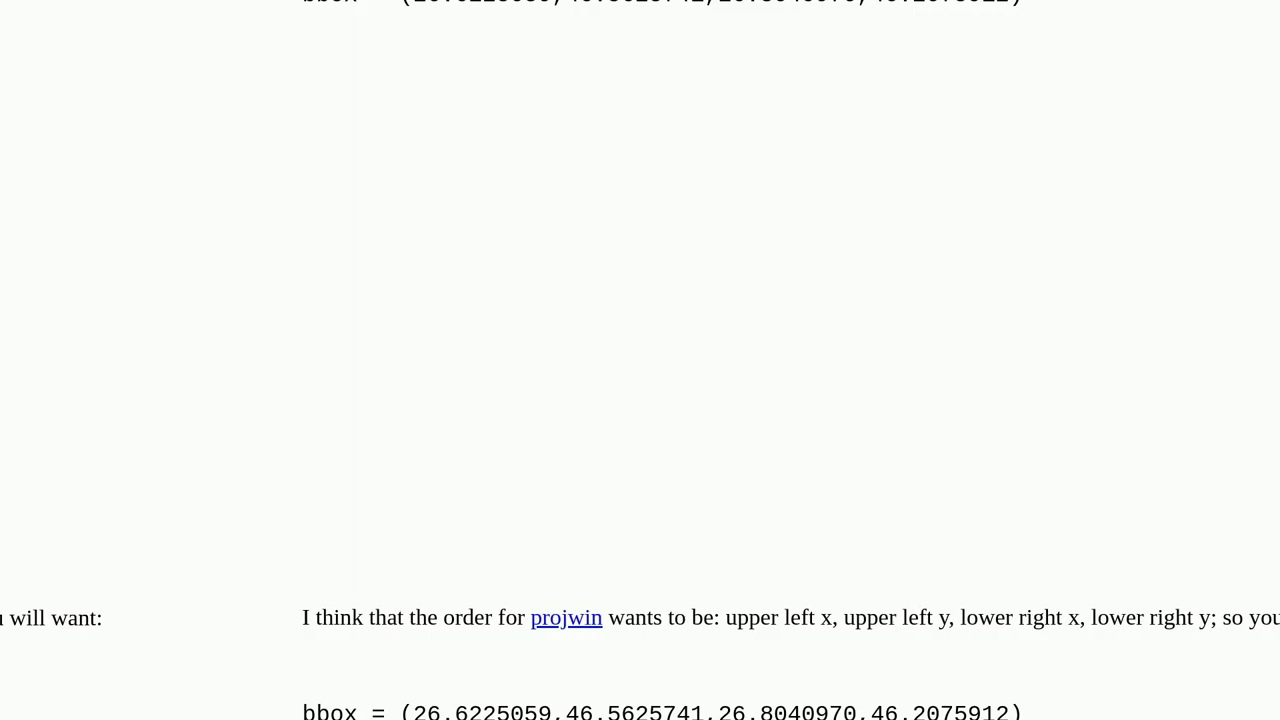 I think that the order for projwin wants to be: upper left x, upper left y, lower right x, lower right y; so you
will want:
bbox = (26.6225059,46.5625741,26.8040970,46.2075912)